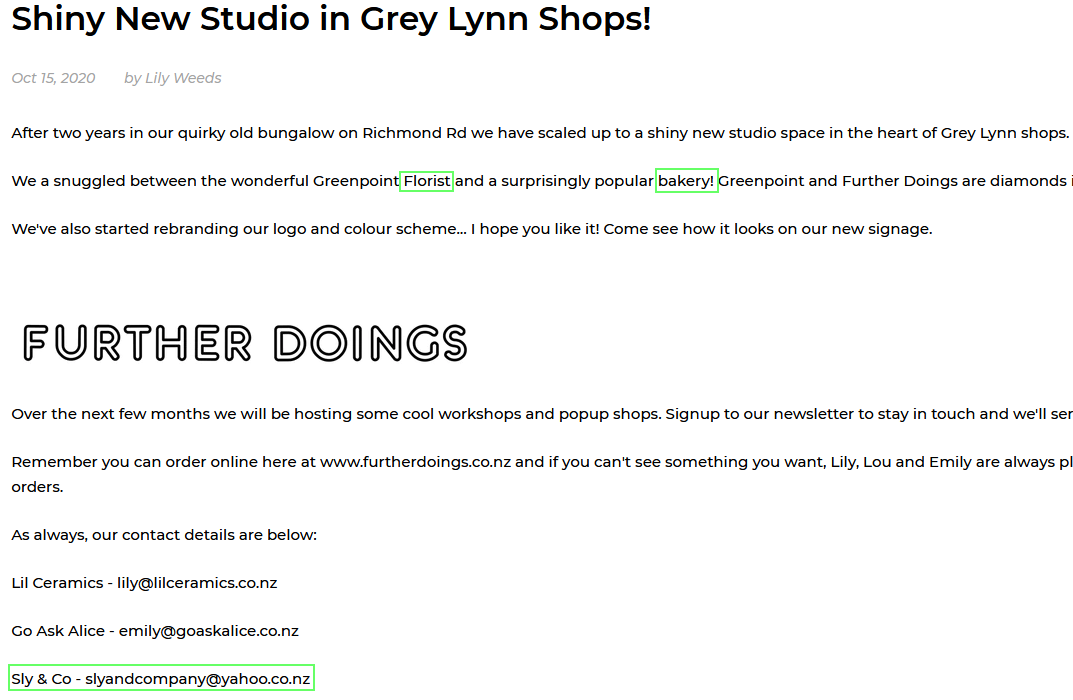 Shiny New Studio in Grey Lynn Shops!
Oct 15, 2020 by Lily Weeds
After two years in our quirky old bungalow on Richmond Rd we have scaled up to a shiny new studio space in the heart of Grey Lynn shops.
We a snuggled between the wonderful Greenpoint Florist and a surprisingly popular bakery! Greenpoint and Further Doings are diamonds
We've also started rebranding our logo and colour scheme... I hope you like it! Come see how it looks on our new signage.
FURTHER DOINGS
Over the next few months we will be hosting some cool workshops and popup shops. Signup to our newsletter to stay in touch and we'll
Remember you can order online here at www.furtherdoings.co.nz and if you can't see something you want, Lily, Lou and Emily are always
orders.
As always, our contact details are below:
Lil Ceramics - lily@lilceramics.co.nz
Go Ask Alice - emily@goaskalice.co.nz
Sly & Co - slyandcompany@yahoo.co.nz